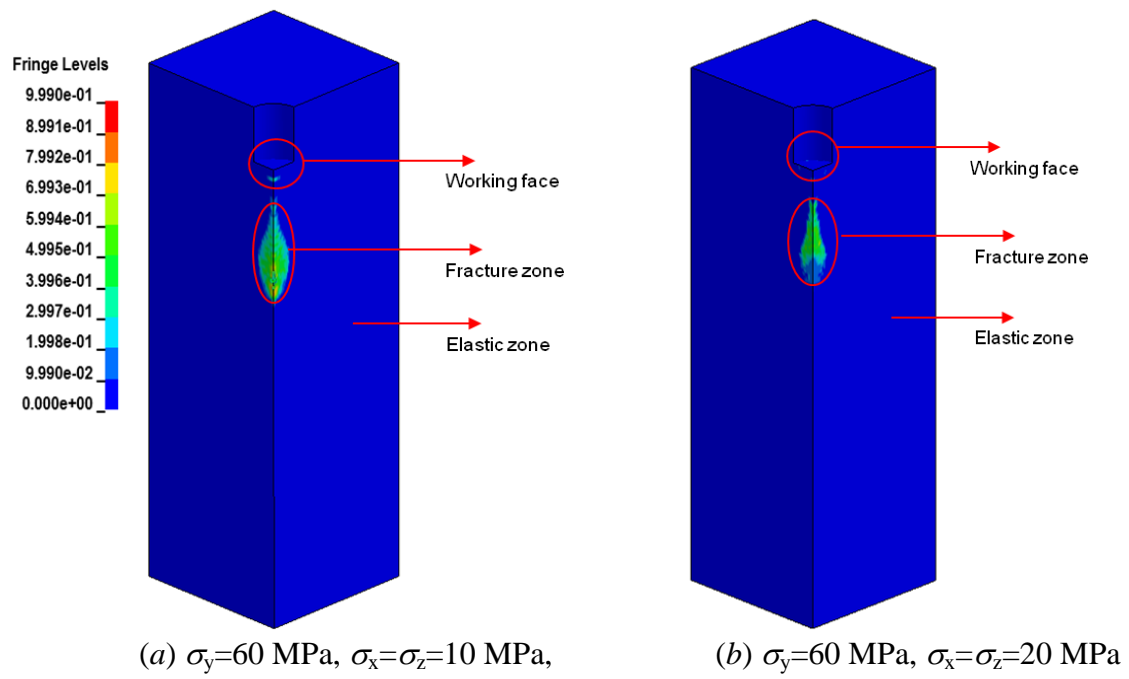 Fringe Levels
9.990e-01
8.991e-01
7.992e-01
6.993e-01
5.994e-01
4.995e-01
3.996e-01
2.997e-01
1.998e-01
9.990e-02
0.000e+00
Working face
Fracture zone
Elastic zone
Working face
Fracture zone
Elastic zone
(a) σy=60 MPa, σx=σz=10 MPa,
(b) σy=60 MPa, σx=σz=20 MPa